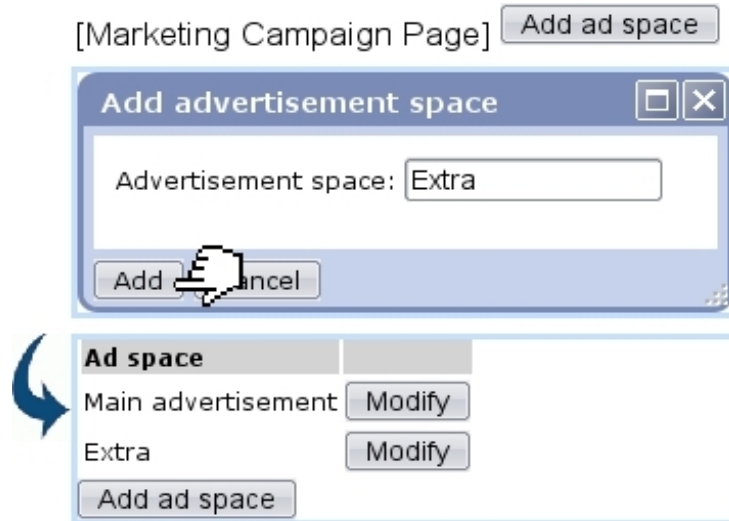 [Marketing Campaign Page] Add ad space
Add advertisement space
Advertisement space: Extra
Add ancel
Ad space
Main advertisement Modify
Extra Modify
Add ad space